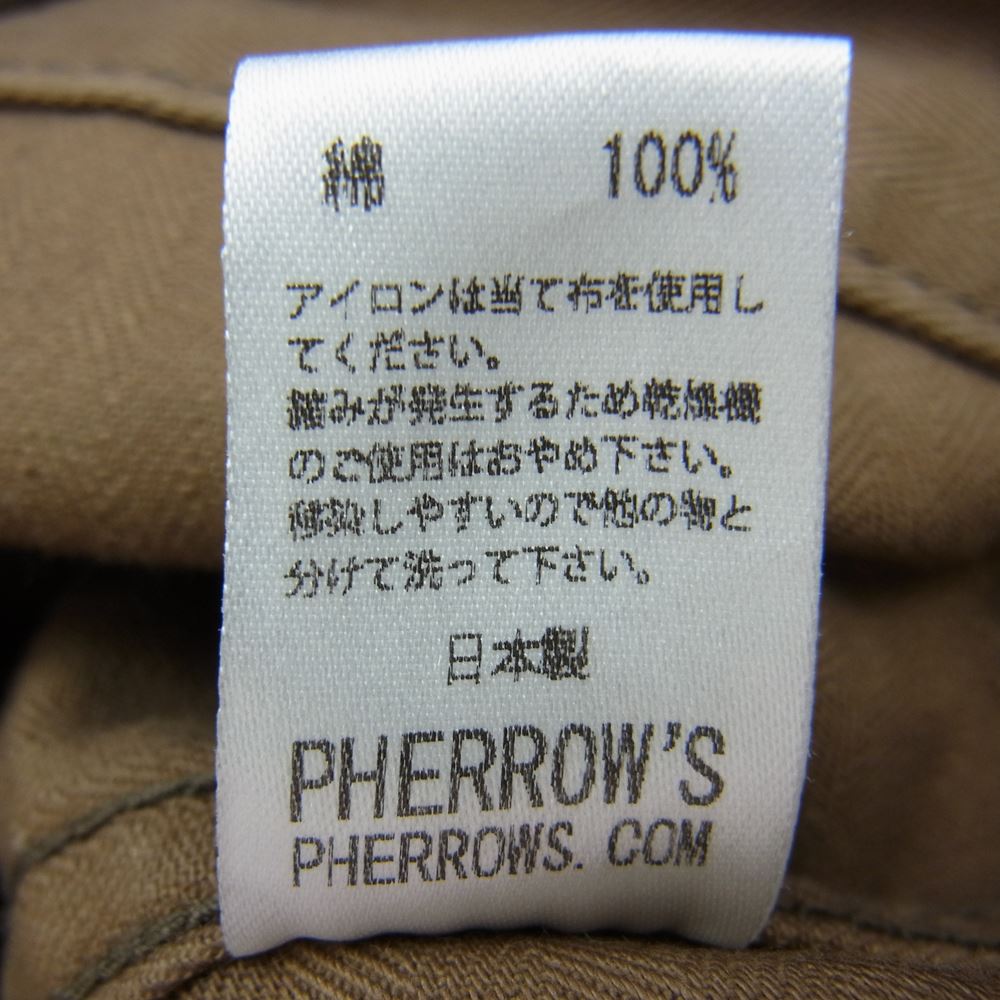 綿 100%
アイロンは当て布を使用し
てください。
縮みが発生するため乾燥機
のご使用はおやめ下さい。
移染しやすいので他の物と
分けて洗って下さい。
日本製
PHERROW'S
PHERROWS. COM